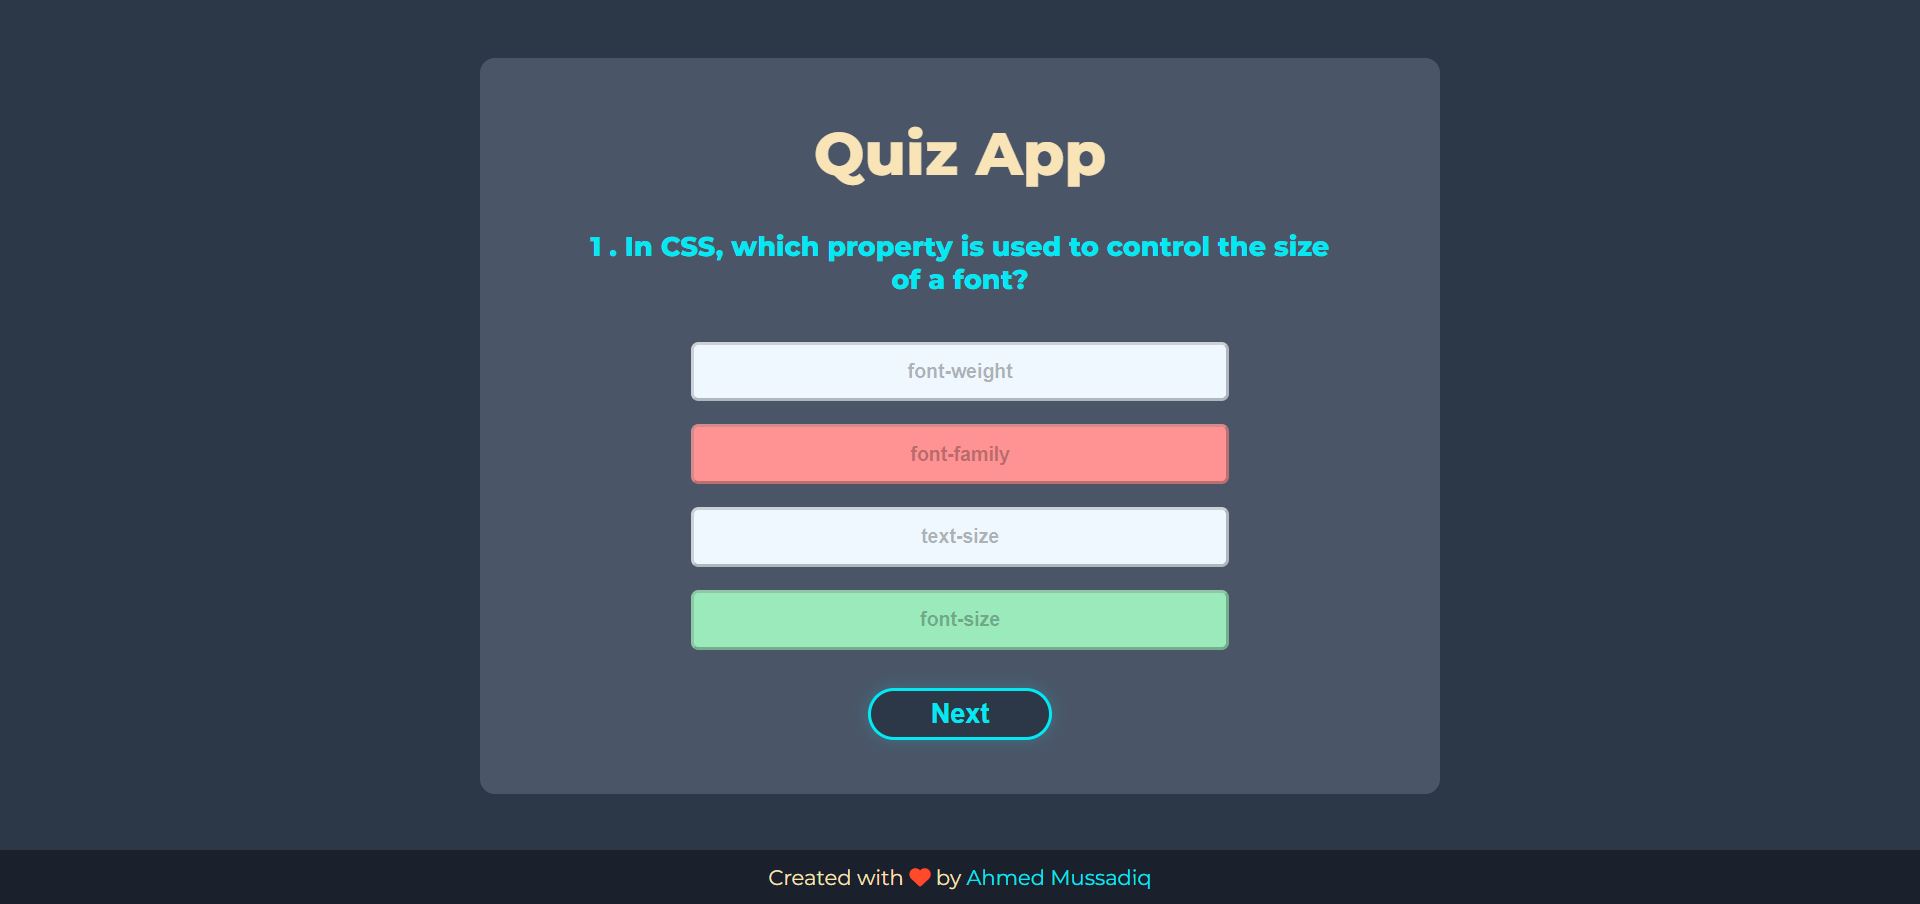 Quiz App
1 . In CSS, which property is used to control the size
of a font?
font-weight
font-family
text-size
font-size
Next
Created with ❤ by Ahmed Mussadiq